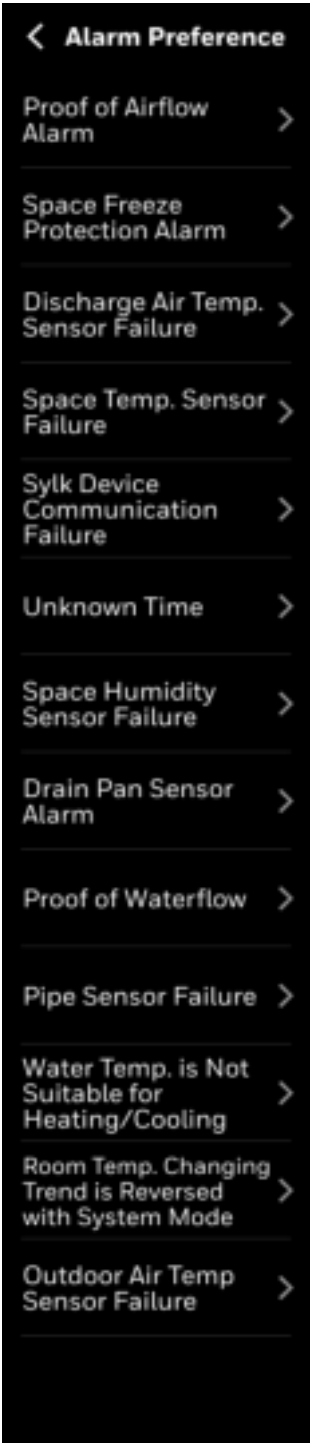 Alarm Preference
Proof of Airflow
Alarm
Space Freeze
Protection Alarm
Discharge Air Temp.
Sensor Failure
Space Temp. Sensor
Failure
Sylk Device
Communication
Failure
Unknown Time
Space Humidity
Sensor Failure
Drain Pan Sensor
Alarm
Proof of Waterflow
Pipe Sensor Failure
Water Temp. is Not
Suitable for
Heating/Cooling
Room Temp. Changing
Trend is Reversed
with System Mode
Outdoor Air Temp
Sensor Failure